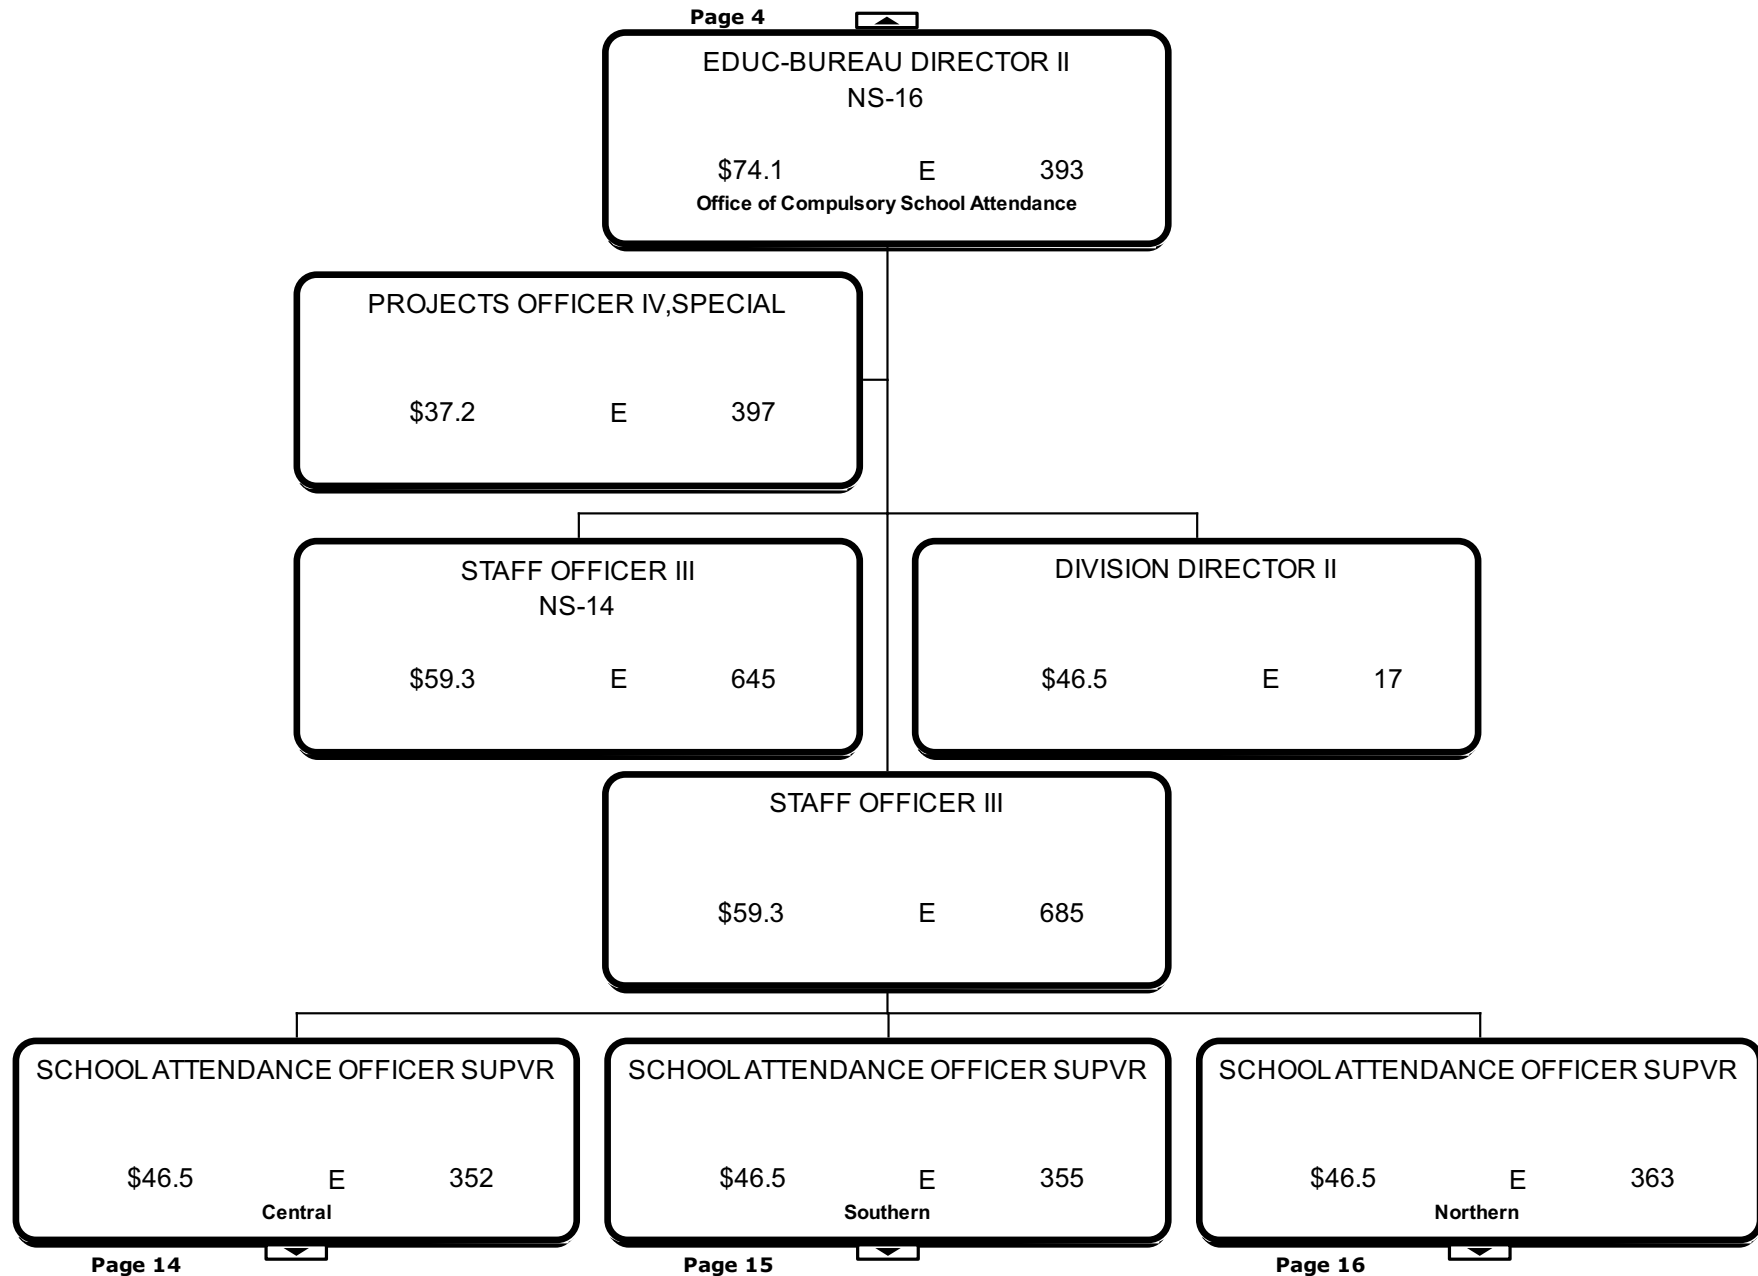 Page 4
EDUC-BUREAU DIRECTOR II
NS-16
$74.1 E 393
Office of Compulsory School Attendance
PROJECTS OFFICER IV,SPECIAL
$37.2 E 397
STAFF OFFICER III
NS-14
$59.3 E 645
DIVISION DIRECTOR II
$46.5 E 17
STAFF OFFICER III
$59.3 E 685
SCHOOL ATTENDANCE OFFICER SUPVR
$46.5 E 352
Central
Page 14
SCHOOL ATTENDANCE OFFICER SUPVR
$46.5 E 355
Southern
Page 15
SCHOOL ATTENDANCE OFFICER SUPVR
$46.5 E 363
Northern
Page 16